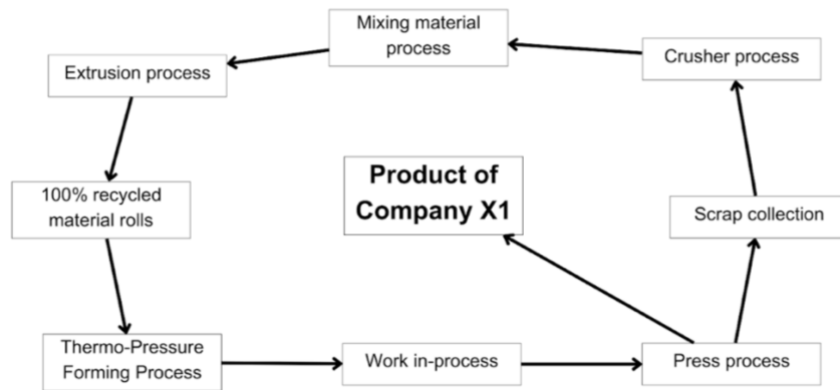 Mixing material
process
Extrusion process
Crusher process
100% recycled
material rolls
Product of
Company X1
Scrap collection
Thermo-Pressure
Forming Process
Work in-process
Press process